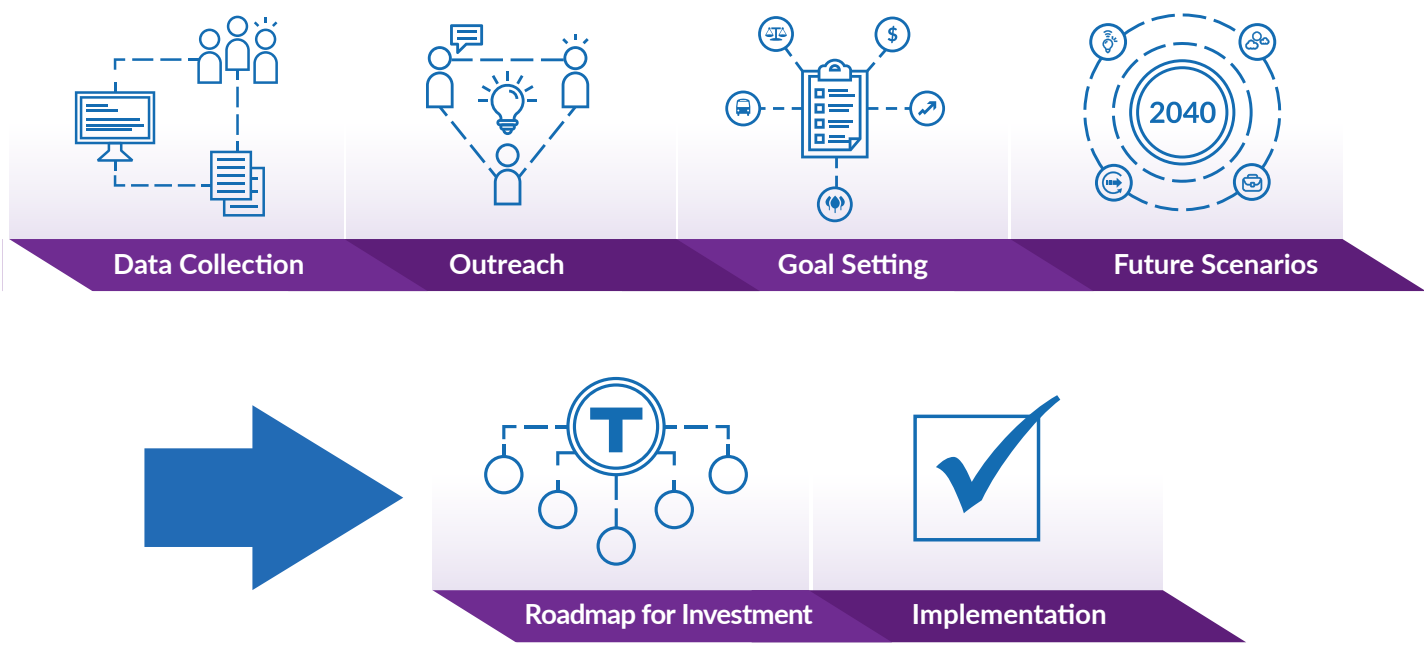 $
2040
Data Collection
Outreach
Goal Setting
Future Scenarios
T
Roadmap for Investment
Implementation